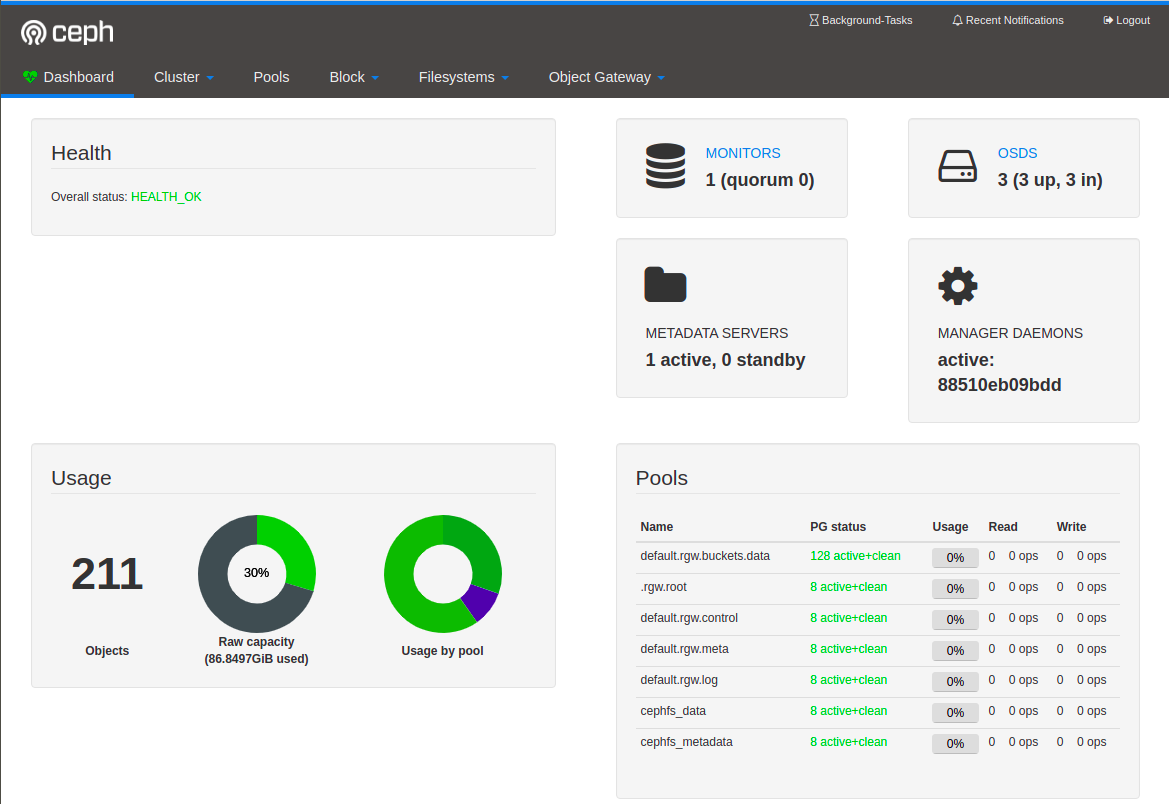 ceph
Background-Tasks Recent Notifications Logout
Dashboard Cluster Pools Block Filesystems Object Gateway
Health
Overall status: HEALTH_OK
MONITORS
1 (quorum 0)
OSDS
3 (3 up, 3 in)
METADATA SERVERS
1 active, 0 standby
MANAGER DAEMONS
active:
88510eb09bdd
Usage
211
Objects
30%
Raw capacity
(86.8497GiB used)
Usage by pool
Pools
Name PG status Usage Read Write
default.rgw.buckets.data 128 active+clean 0% 0 0 ops 0 0 ops
.rgw.root 8 active+clean 0% 0 0 ops 0 0 ops
default.rgw.control 8 active+clean 0% 0 0 ops 0 0 ops
default.rgw.meta 8 active+clean 0% 0 0 ops 0 0 ops
default.rgw.log 8 active+clean 0% 0 0 ops 0 0 ops
cephfs_data 8 active+clean 0% 0 0 ops 0 0 ops
cephfs_metadata 8 active+clean 0% 0 0 ops 0 0 ops